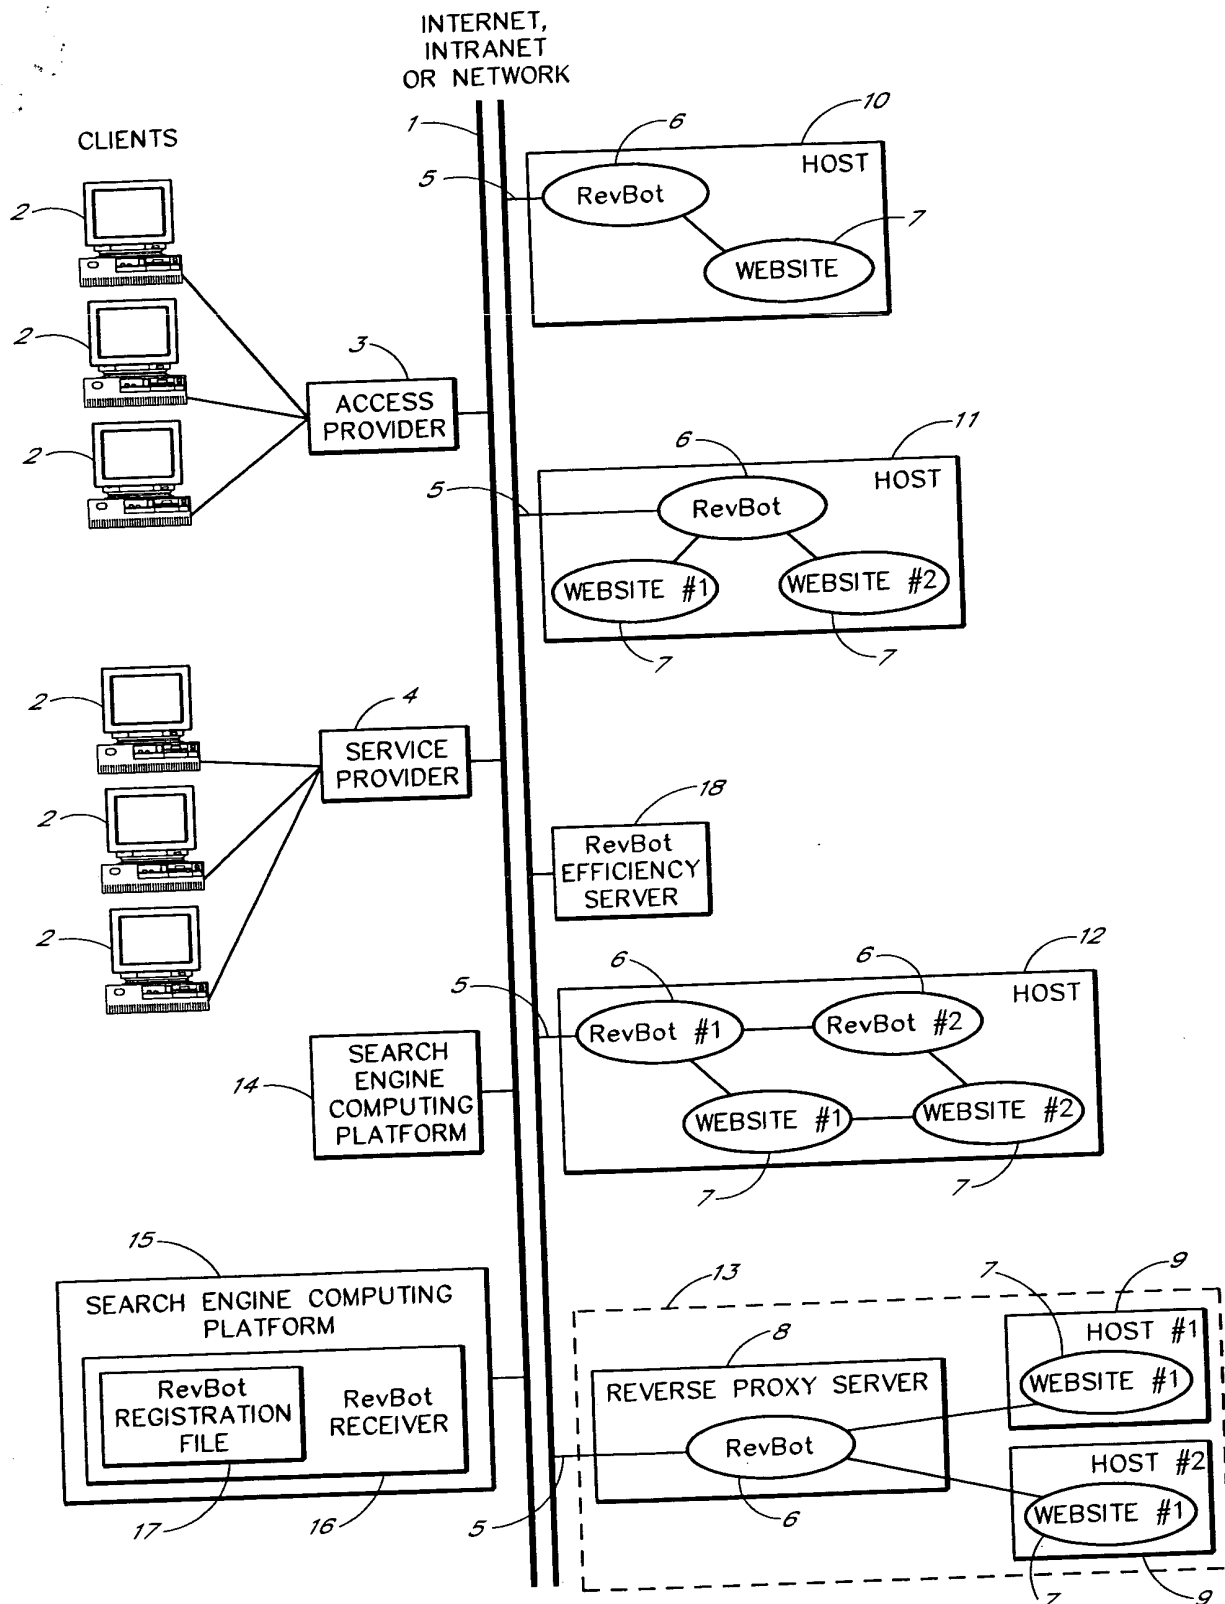 INTERNET,
INTRANET
OR NETWORK
1
CLIENTS
2
2
2
3
ACCESS
PROVIDER
2
2
2
4
SERVICE
PROVIDER
14
SEARCH
ENGINE
COMPUTING
PLATFORM
15
SEARCH ENGINE COMPUTING
PLATFORM
RevBot
REGISTRATION
FILE
RevBot
RECEIVER
17
16
10
HOST
5
6
RevBot
7
WEBSITE
11
HOST
5
6
RevBot
WEBSITE #1
WEBSITE #2
7
7
18
RevBot
EFFICIENCY
SERVER
12
HOST
5
6
6
RevBot #1
RevBot #2
WEBSITE #1
WEBSITE #2
7
7
13
8
REVERSE PROXY SERVER
RevBot
5
6
7
9
HOST #1
WEBSITE #1
HOST #2
WEBSITE #1
7
9